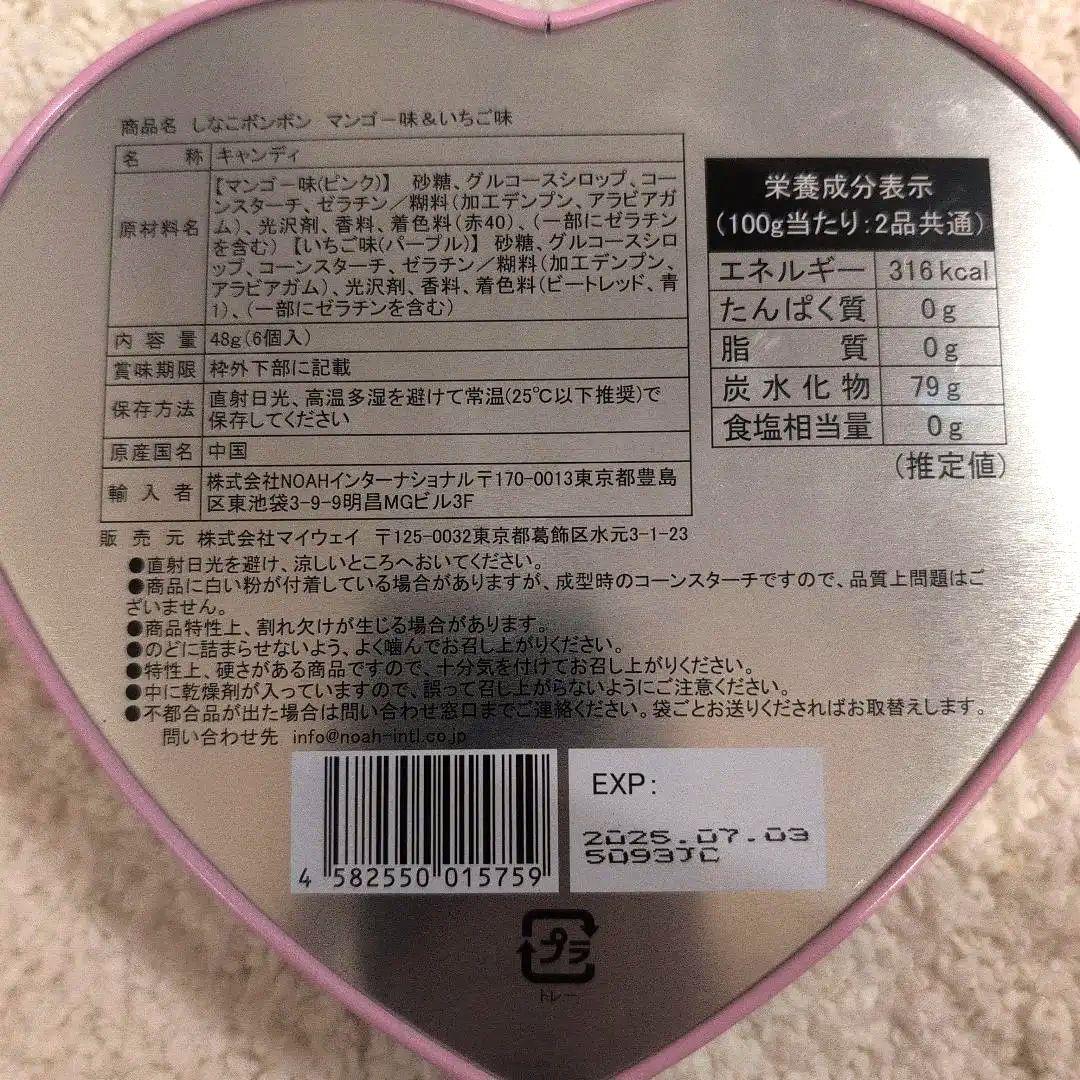 商品名 しなこボンボン マンゴー味&いちご味
名 称 キャンディ
原材料名
【マンゴー味(ピンク)】 砂糖、グルコースシロップ、コー
ンスターチ、ゼラチン／糊料(加工デンプン、アラビアガ
ム)、光沢剤、香料、着色料(赤40)、(一部にゼラチン
を含む)【いちご味(パープル)】 砂糖、グルコースシロ
ップ、コーンスターチ、ゼラチン／糊料(加工デンプン、
アラビアガム)、光沢剤、香料、着色料(ビートレッド、青
1)、(一部にゼラチンを含む)
内 容 量 48g(6個入)
賞味期限 枠外下部に記載
保存方法
直射日光、高温多湿を避けて常温(25℃以下推奨)で
保存してください
原産国名 中国
輸 入 者
株式会社NOAHインターナショナル〒170-0013東京都豊島
区東池袋3-9-9明昌MGビル3F
販 売 元 株式会社マイウェイ 〒125-0032東京都葛飾区水元3-1-23
栄養成分表示
(100g当たり:2品共通)
エネルギー 316kcal
たんぱく質 0g
脂 質 0g
炭水化物 79g
食塩相当量 0g
(推定値)
●直射日光を避け、涼しいところへおいてください。
●商品に白い粉が付着している場合がありますが、成型時のコーンスターチですので、品質上問題はご
ざいません。
●商品特性上、割れ欠けが生じる場合があります。
●のどに詰まらせないよう、よく噛んでお召し上がりください。
●特性上、硬さがある商品ですので、十分気を付けてお召し上がりください。
●中に乾燥剤が入っていますので、誤って召し上がらないようにご注意ください。
●不都合品が出た場合は問い合わせ窓口までご連絡ください。袋ごとお送りくださればお取替えします。
問い合わせ先 info@noah-intl.co.jp
4 582550 015759
EXP:
2025.07.03
5093JC
プラ
トレー